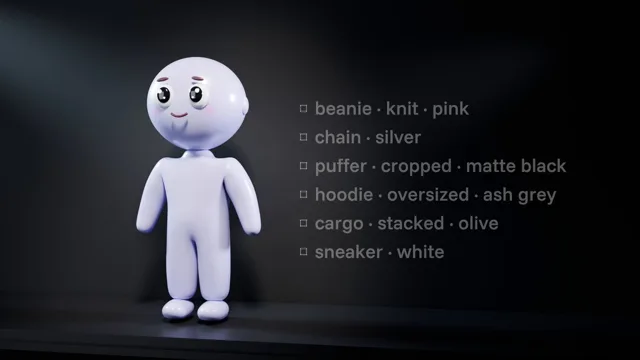 beanie · knit · pink
chain · silver
puffer · cropped · matte black
hoodie · oversized · ash grey
cargo · stacked · olive
sneaker · white